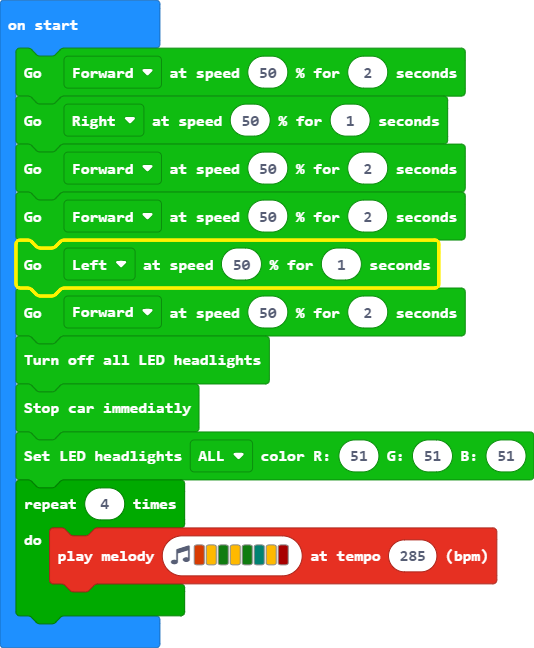 on start
Go Forward at speed 50 % for 2 seconds
Go Right at speed 50 % for 1 seconds
Go Forward at speed 50 % for 2 seconds
Go Forward at speed 50 % for 2 seconds
Go Left at speed 50 % for 1 seconds
Go Forward at speed 50 % for 2 seconds
Turn off all LED headlights
Stop car immediatly
Set LED headlights ALL color R: 51 G: 51 B: 51
repeat 4 times
do
play melody at tempo 285 (bpm)